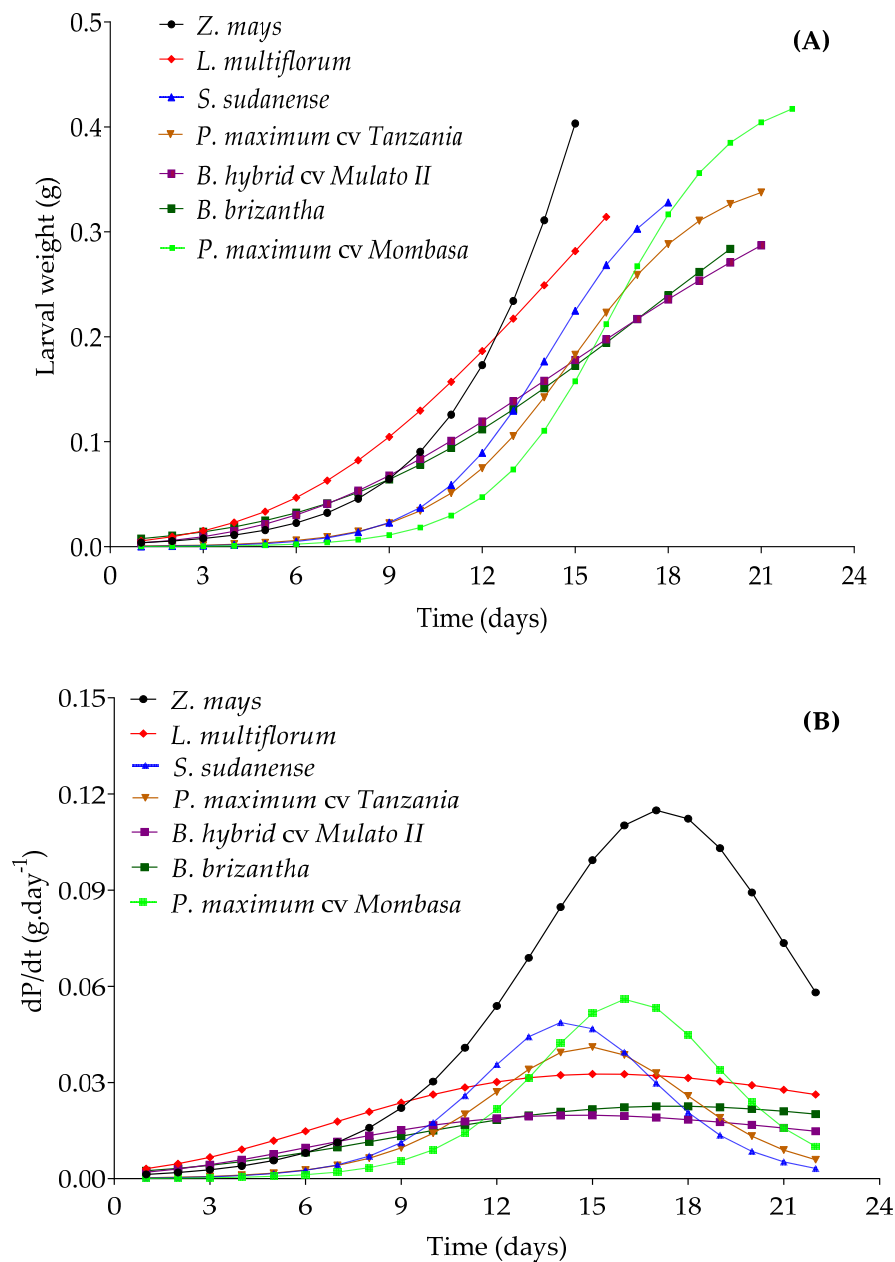 (A)
Z. mays
L. multiflorum
S. sudanense
P. maximum cv Tanzania
B. hybrid cv Mulato II
B. brizantha
P. maximum cv Mombasa
Larval weight (g)
0.5
0.4
0.3
0.2
0.1
0.0
0 3 6 9 12 15 18 21 24
Time (days)
(B)
Z. mays
L. multiflorum
S. sudanense
P. maximum cv Tanzania
B. hybrid cv Mulato II
B. brizantha
P. maximum cv Mombasa
dP/dt (g.day⁻¹)
0.15
0.12
0.09
0.06
0.03
0.00
0 3 6 9 12 15 18 21 24
Time (days)